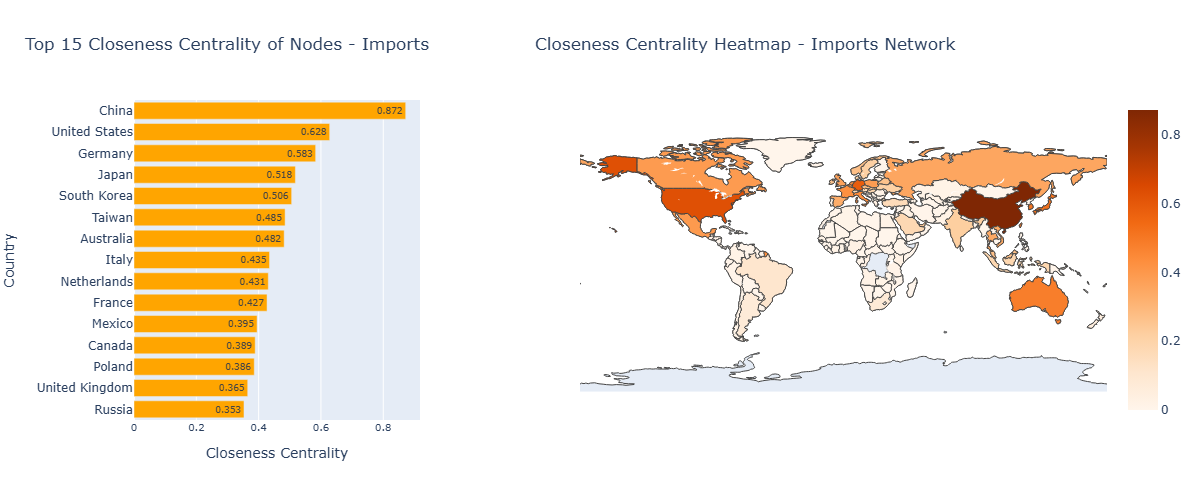 Top 15 Closeness Centrality of Nodes - Imports
Country
China 0.872
United States 0.628
Germany 0.583
Japan 0.518
South Korea 0.506
Taiwan 0.485
Australia 0.482
Italy 0.435
Netherlands 0.431
France 0.427
Mexico 0.395
Canada 0.389
Poland 0.386
United Kingdom 0.365
Russia 0.353
0 0.2 0.4 0.6 0.8
Closeness Centrality
Closeness Centrality Heatmap - Imports Network
0.8
0.6
0.4
0.2
0